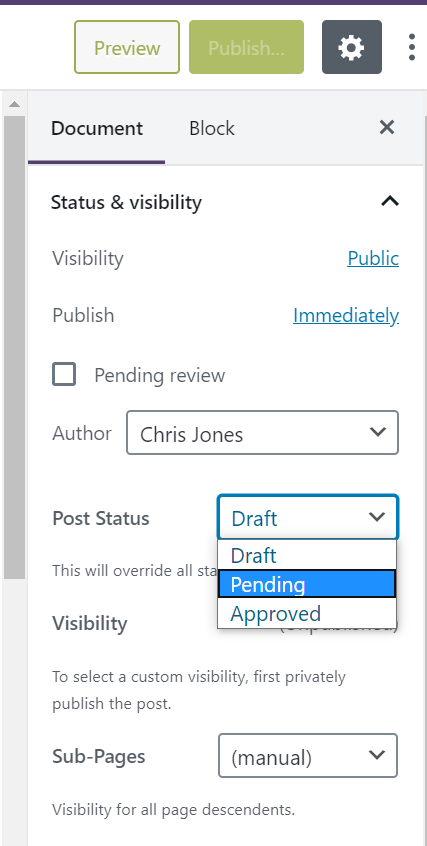 Preview Publish...
Document Block
Status & visibility
Visibility Public
Publish Immediately
Pending review
Author Chris Jones
Post Status Draft
Draft
This will override all sta
Pending
Approved
Visibility
To select a custom visibility, first privately
publish the post.
Sub-Pages (manual)
Visibility for all page descendents.